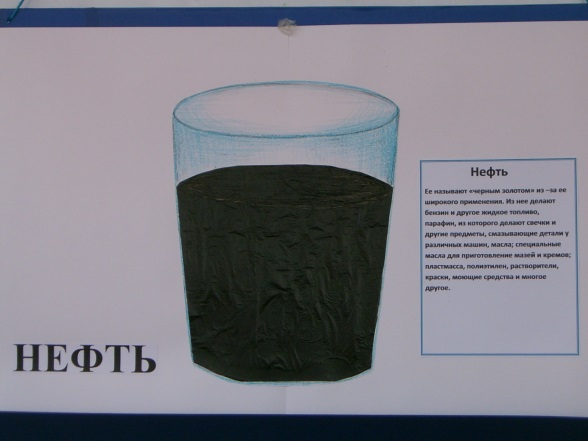 НЕФТЬ
Нефть
Ее называют «черным золотом» из –за ее
широкого применения. Из нее делают
бензин и другое жидкое топливо,
парафин, из которого делают свечки и
другие предметы, смазывающие детали у
различных машин, масла; специальные
масла для приготовление мазей и кремов;
пластмасса, полиэтилен, растворители,
краски, моющие средства и многое
другое.